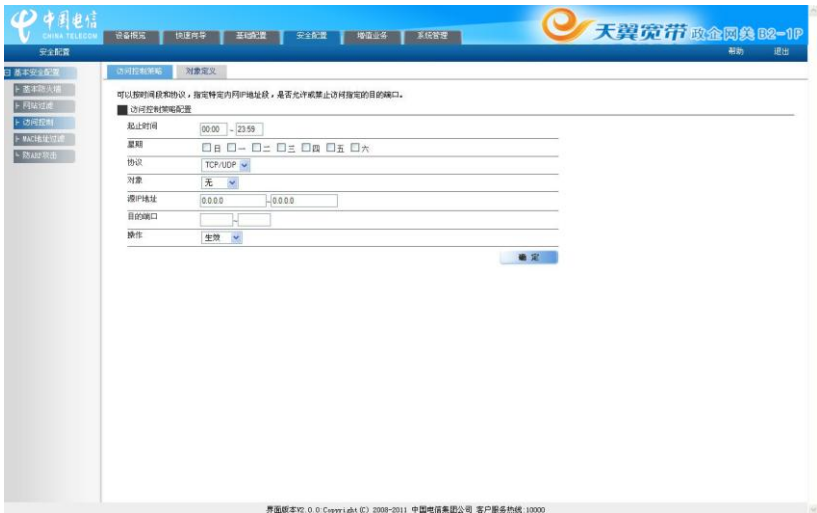 中国电信
CHINA TELECOM
设备概览 快速向导 基础配置 安全配置 增值业务 系统管理
天翼宽带 政企网关 B2-1P
安全配置
帮助 退出
基本安全配置
基本防火墙
网站过滤
访问控制
MAC地址过滤
防ARP攻击
访问控制策略 对象定义
可以按时间段和协议,指定特定内网IP地址段,是否允许或禁止访问指定的目的端口。
访问控制策略配置
起止时间 00:00 - 23:59
星期 日 一 二 三 四 五 六
协议 TCP/UDP
对象 无
源IP地址 0.0.0.0 - 0.0.0.0
目的端口 -
操作 生效
确 定
界面版本V2.0.0 Copyright (C) 2008-2011 中国电信集团公司 客户服务热线:10000